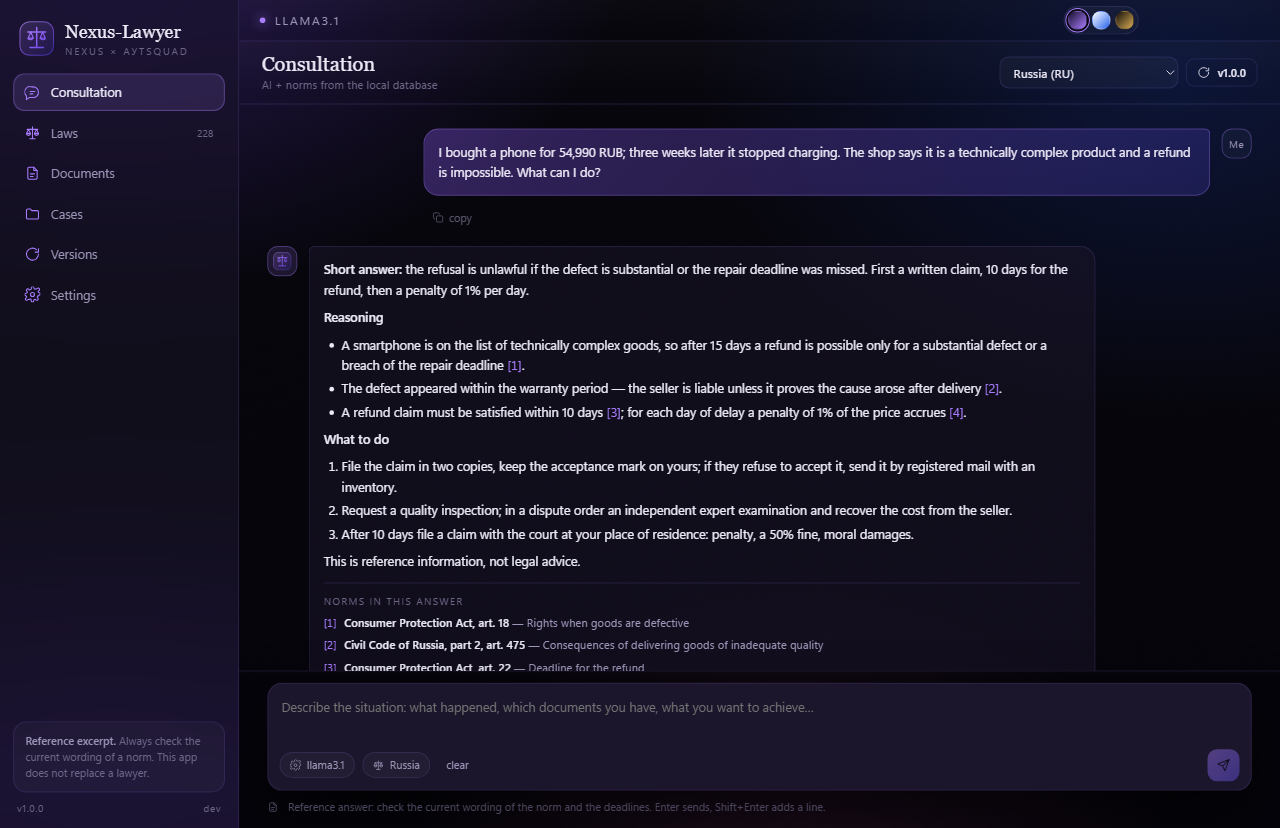 Nexus-Lawyer
NEXUS × AYTSQUAD
Consultation
Laws 228
Documents
Cases
Versions
Settings
Reference excerpt. Always check the
current wording of a norm. This app
does not replace a lawyer.
v1.0.0 dev
LLAMA3.1
Consultation
AI + norms from the local database
Russia (RU)
v1.0.0
I bought a phone for 54,990 RUB; three weeks later it stopped charging. The shop says it is a technically complex product and a refund
is impossible. What can I do?
Me
copy
Short answer: the refusal is unlawful if the defect is substantial or the repair deadline was missed. First a written claim, 10 days for the
refund, then a penalty of 1% per day.
Reasoning
• A smartphone is on the list of technically complex goods, so after 15 days a refund is possible only for a substantial defect or a
breach of the repair deadline [1].
• The defect appeared within the warranty period — the seller is liable unless it proves the cause arose after delivery [2].
• A refund claim must be satisfied within 10 days [3]; for each day of delay a penalty of 1% of the price accrues [4].
What to do
1. File the claim in two copies, keep the acceptance mark on yours; if they refuse to accept it, send it by registered mail with an
inventory.
2. Request a quality inspection; in a dispute order an independent expert examination and recover the cost from the seller.
3. After 10 days file a claim with the court at your place of residence: penalty, a 50% fine, moral damages.
This is reference information, not legal advice.
NORMS IN THIS ANSWER
[1] Consumer Protection Act, art. 18 — Rights when goods are defective
[2] Civil Code of Russia, part 2, art. 475 — Consequences of delivering goods of inadequate quality
[3] Consumer Protection Act, art. 22 — Deadline for the refund
Describe the situation: what happened, which documents you have, what you want to achieve...
llama3.1
Russia
clear
Reference answer: check the current wording of the norm and the deadlines. Enter sends, Shift+Enter adds a line.